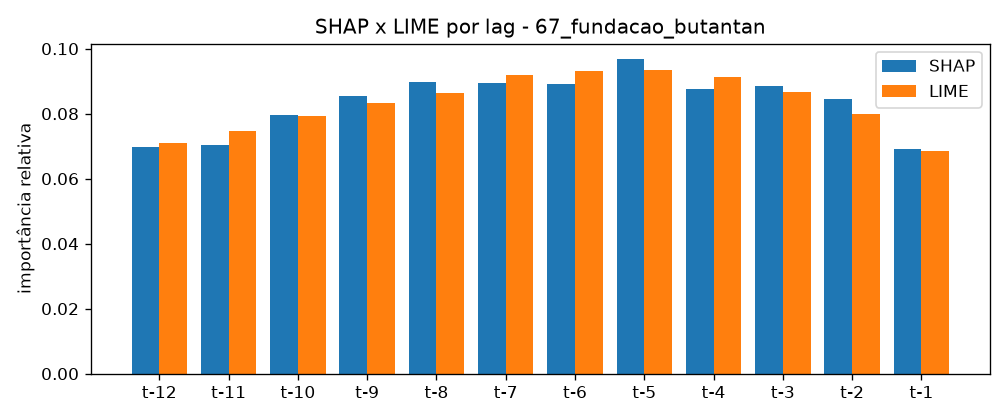 SHAP x LIME por lag - 67_fundacao_butantan
SHAP
LIME
importância relativa
0.10
0.08
0.06
0.04
0.02
0.00
t-12 t-11 t-10 t-9 t-8 t-7 t-6 t-5 t-4 t-3 t-2 t-1